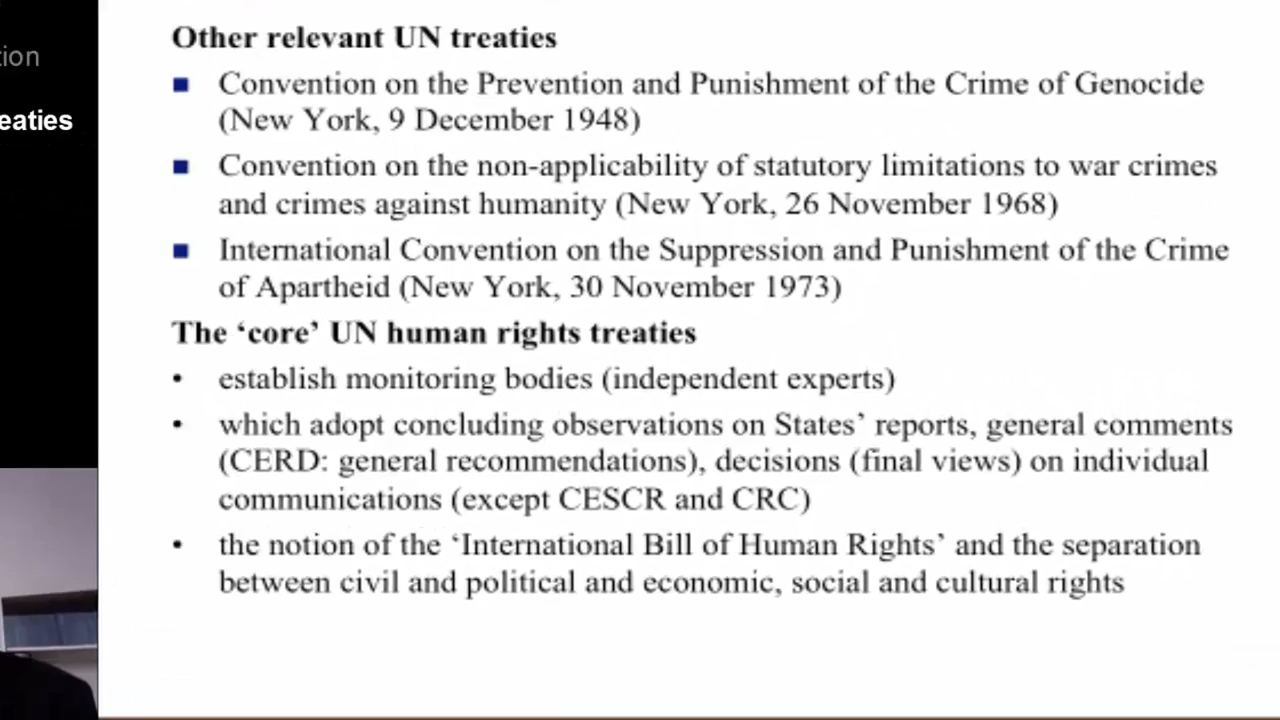 Other relevant UN treaties
tion
■ Convention on the Prevention and Punishment of the Crime of Genocide
(New York, 9 December 1948)
eaties
■ Convention on the non-applicability of statutory limitations to war crimes
and crimes against humanity (New York, 26 November 1968)
■ International Convention on the Suppression and Punishment of the Crime
of Apartheid (New York, 30 November 1973)
The ‘core’ UN human rights treaties
• establish monitoring bodies (independent experts)
• which adopt concluding observations on States’ reports, general comments
(CERD: general recommendations), decisions (final views) on individual
communications (except CESCR and CRC)
• the notion of the ‘International Bill of Human Rights’ and the separation
between civil and political and economic, social and cultural rights